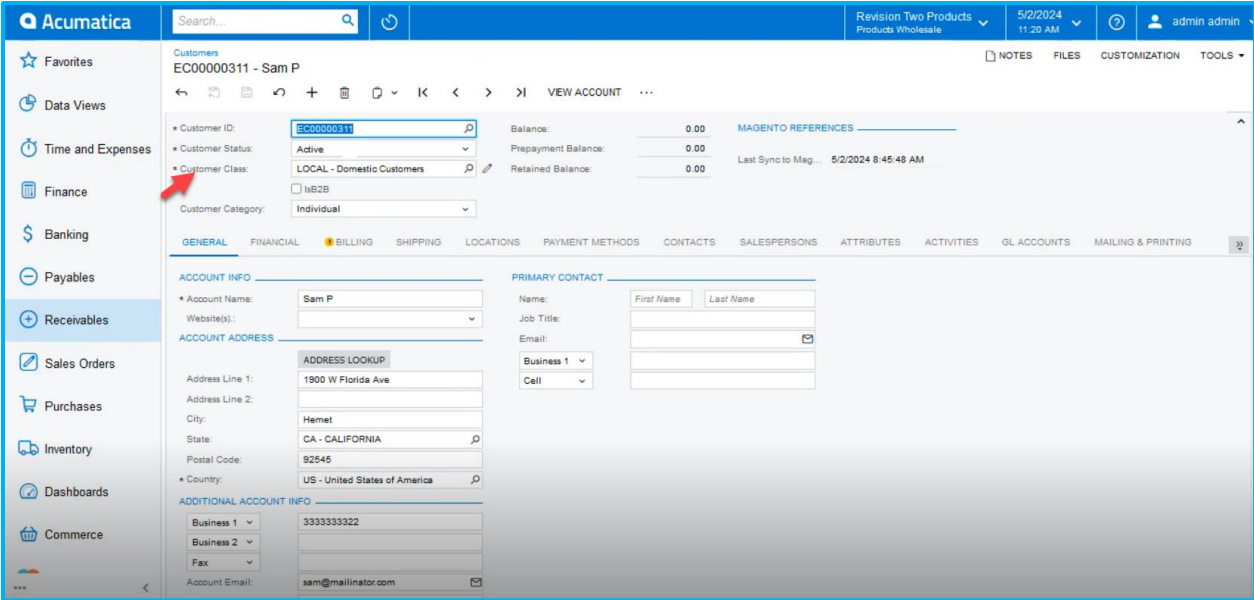 Acumatica
Search...
Revision Two Products
Products Wholesale
5/2/2024
11:20 AM
admin admin
Favorites
Data Views
Time and Expenses
Finance
Banking
Payables
Receivables
Sales Orders
Purchases
Inventory
Dashboards
Commerce
Customers
EC00000311 - Sam P
NOTES FILES CUSTOMIZATION TOOLS
VIEW ACCOUNT ...
* Customer ID: EC00000311
* Customer Status: Active
* Customer Class: LOCAL - Domestic Customers
IsB2B
Customer Category: Individual
Balance: 0.00
Prepayment Balance: 0.00
Retained Balance: 0.00
MAGENTO REFERENCES
Last Sync to Mag... 5/2/2024 8:45:48 AM
GENERAL FINANCIAL BILLING SHIPPING LOCATIONS PAYMENT METHODS CONTACTS SALESPERSONS ATTRIBUTES ACTIVITIES GL ACCOUNTS MAILING & PRINTING
ACCOUNT INFO
* Account Name: Sam P
Website(s).:
ACCOUNT ADDRESS
ADDRESS LOOKUP
Address Line 1: 1900 W Florida Ave
Address Line 2:
City: Hemet
State: CA - CALIFORNIA
Postal Code: 92545
* Country: US - United States of America
ADDITIONAL ACCOUNT INFO
Business 1 3333333322
Business 2
Fax
Account Email: sam@mailinator.com
PRIMARY CONTACT
Name: First Name Last Name
Job Title:
Email:
Business 1
Cell